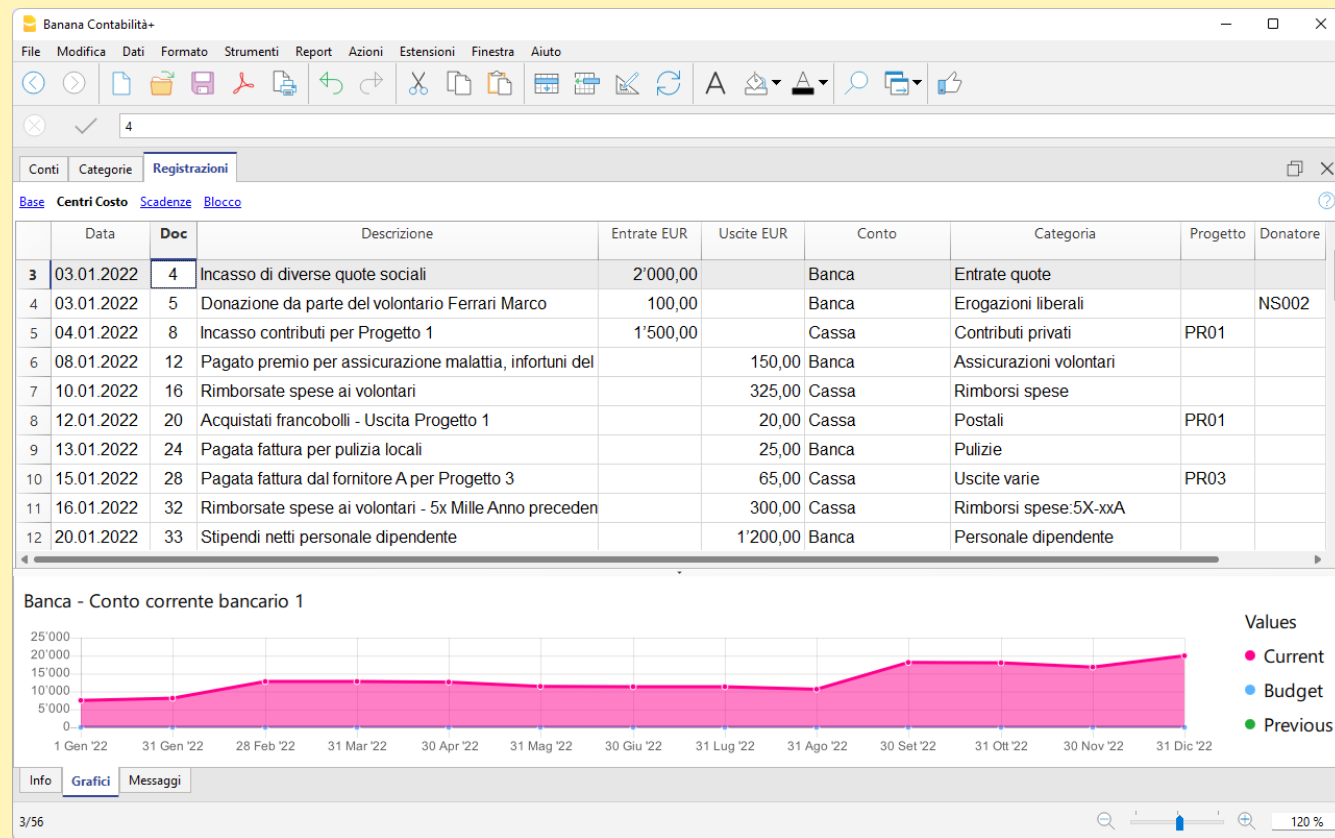 Banana Contabilità+
File Modifica Dati Formato Strumenti Report Azioni Estensioni Finestra Aiuto
4
Conti Categorie Registrazioni
Base Centri Costo Scadenze Blocco
Data Doc Descrizione Entrate EUR Uscite EUR Conto Categoria Progetto Donatore
3 03.01.2022 4 Incasso di diverse quote sociali 2'000,00 Banca Entrate quote
4 03.01.2022 5 Donazione da parte del volontario Ferrari Marco 100,00 Banca Erogazioni liberali NS002
5 04.01.2022 8 Incasso contributi per Progetto 1 1'500,00 Cassa Contributi privati PR01
6 08.01.2022 12 Pagato premio per assicurazione malattia, infortuni del 150,00 Banca Assicurazioni volontari
7 10.01.2022 16 Rimborsate spese ai volontari 325,00 Cassa Rimborsi spese
8 12.01.2022 20 Acquistati francobolli - Uscita Progetto 1 20,00 Cassa Postali PR01
9 13.01.2022 24 Pagata fattura per pulizia locali 25,00 Banca Pulizie
10 15.01.2022 28 Pagata fattura dal fornitore A per Progetto 3 65,00 Cassa Uscite varie PR03
11 16.01.2022 32 Rimborsate spese ai volontari - 5x Mille Anno preceden 300,00 Cassa Rimborsi spese:5X-xxA
12 20.01.2022 33 Stipendi netti personale dipendente 1'200,00 Banca Personale dipendente
Banca - Conto corrente bancario 1
25'000
20'000
15'000
10'000
5'000
0
1 Gen '22 31 Gen '22 28 Feb '22 31 Mar '22 30 Apr '22 31 Mag '22 30 Giu '22 31 Lug '22 31 Ago '22 30 Set '22 31 Ott '22 30 Nov '22 31 Dic '22
Values
Current
Budget
Previous
Info Grafici Messaggi
3/56 120 %